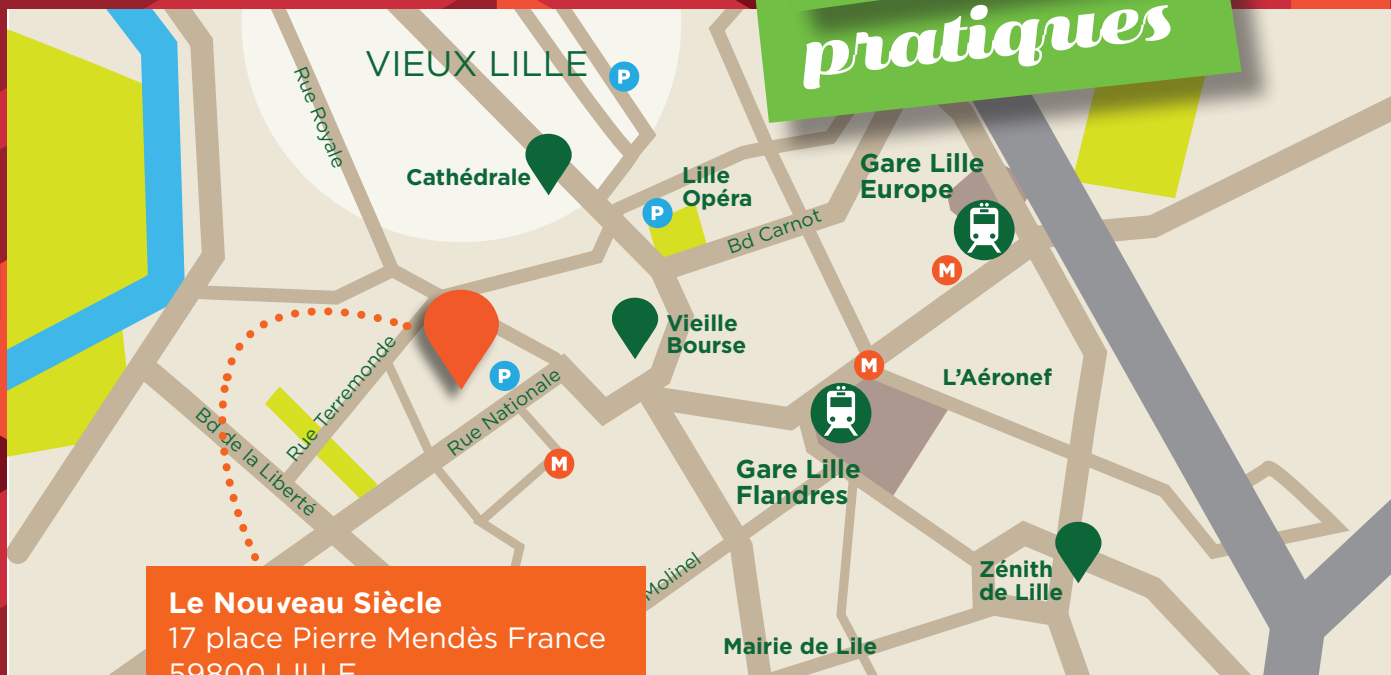 pratiques
VIEUX LILLE
P
Rue Royale
Cathédrale
Lille
Opéra
P
Gare Lille
Europe
Bd Carnot
M
Vieille
Bourse
P
M
L'Aéronef
Rue Terremonde
Rue Nationale
Bd de la Liberté
M
Gare Lille
Flandres
Molinel
Zénith
de Lille
Mairie de Lile
Le Nouveau Siècle
17 place Pierre Mendès France
59800 LILLE